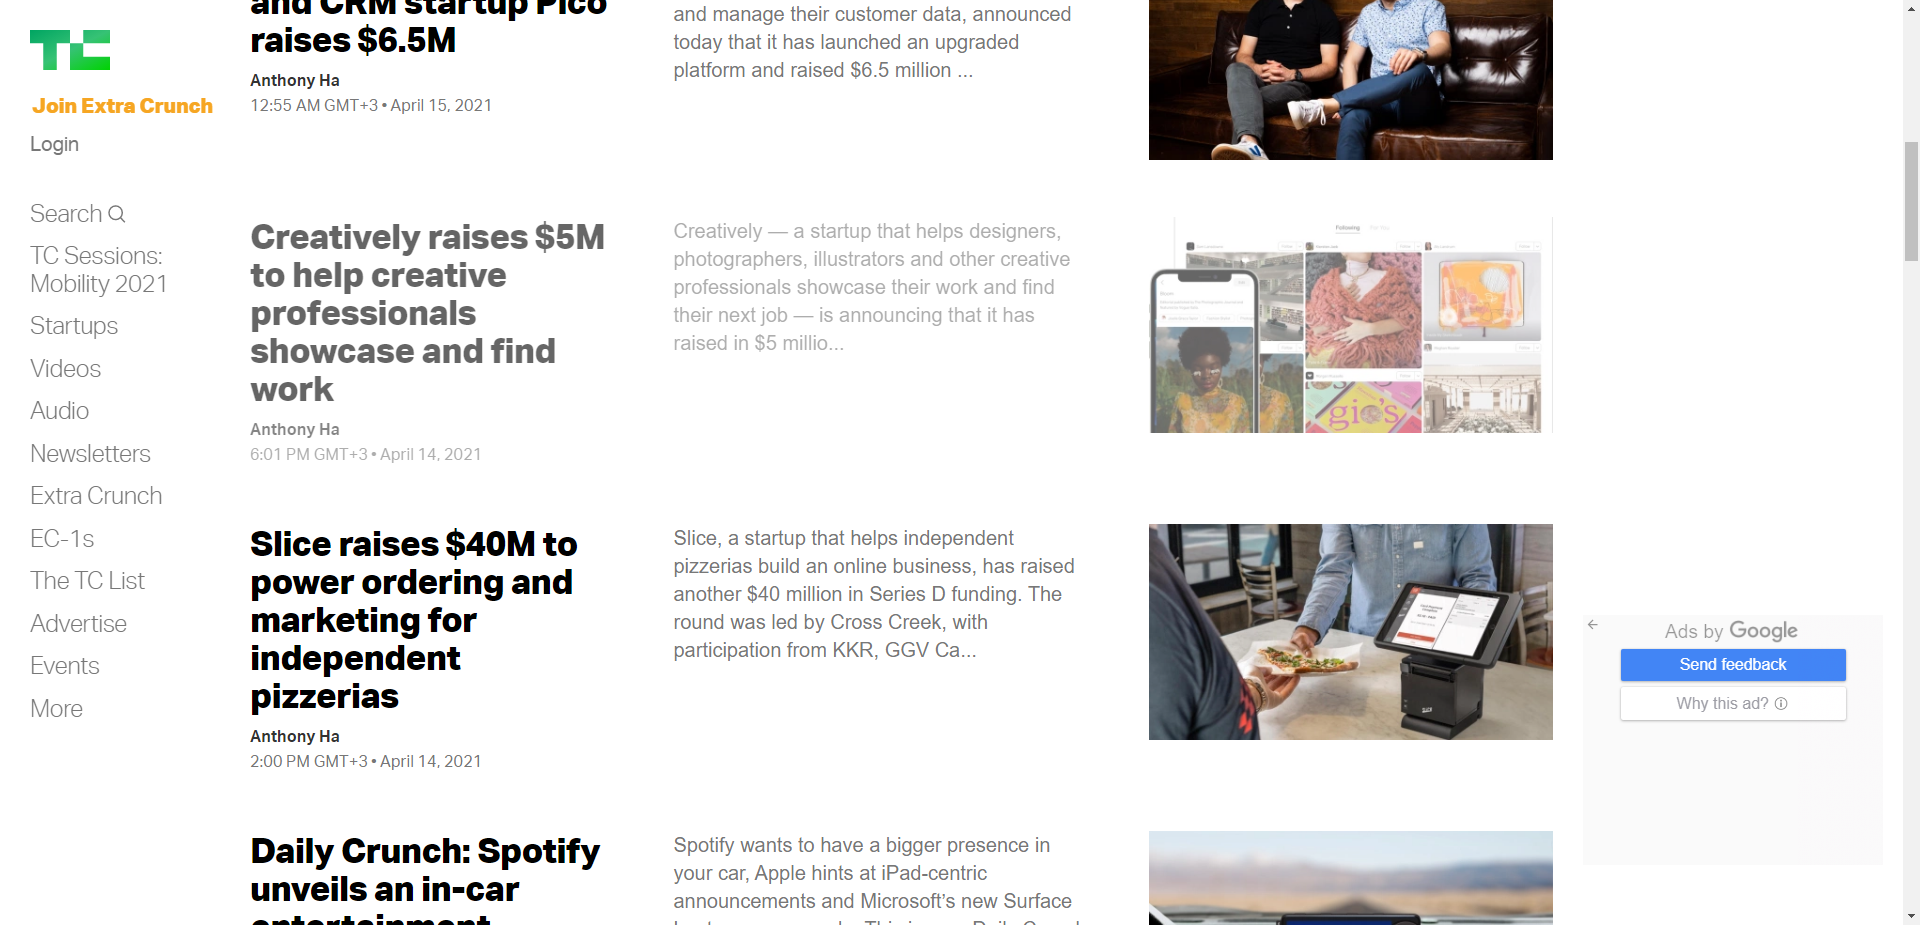 TC
Join Extra Crunch
Login
Search
TC Sessions:
Mobility 2021
Startups
Videos
Audio
Newsletters
Extra Crunch
EC-1s
The TC List
Advertise
Events
More
raises $6.5M
Anthony Ha
12:55 AM GMT+3 • April 15, 2021
and manage their customer data, announced
today that it has launched an upgraded
platform and raised $6.5 million ...
Creatively raises $5M
to help creative
professionals
showcase and find
work
Anthony Ha
6:01 PM GMT+3 • April 14, 2021
Creatively — a startup that helps designers,
photographers, illustrators and other creative
professionals showcase their work and find
their next job — is announcing that it has
raised in $5 millio...
Following
For You
gio's
Slice raises $40M to
power ordering and
marketing for
independent
pizzerias
Anthony Ha
2:00 PM GMT+3 • April 14, 2021
Slice, a startup that helps independent
pizzerias build an online business, has raised
another $40 million in Series D funding. The
round was led by Cross Creek, with
participation from KKR, GGV Ca...
Daily Crunch: Spotify
unveils an in-car
entertainment
Spotify wants to have a bigger presence in
your car, Apple hints at iPad-centric
announcements and Microsoft's new Surface
Ads by Google
Send feedback
Why this ad?